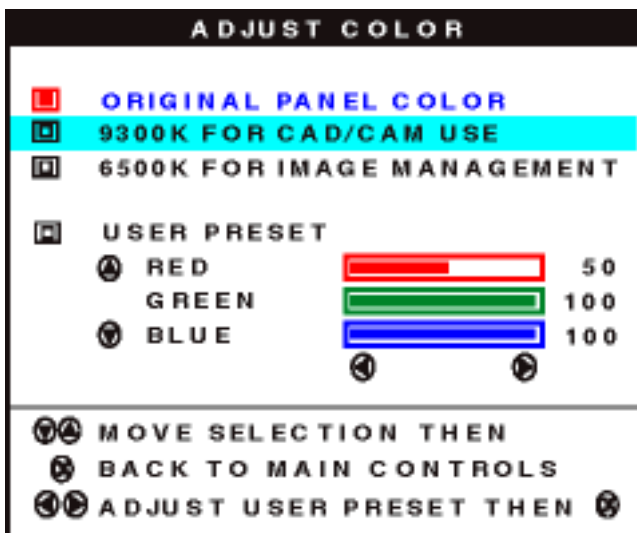 ADJUST COLOR
ORIGINAL PANEL COLOR
9300K FOR CAD/CAM USE
6500K FOR IMAGE MANAGEMENT
USER PRESET
RED 50
GREEN 100
BLUE 100
MOVE SELECTION THEN
BACK TO MAIN CONTROLS
ADJUST USER PRESET THEN